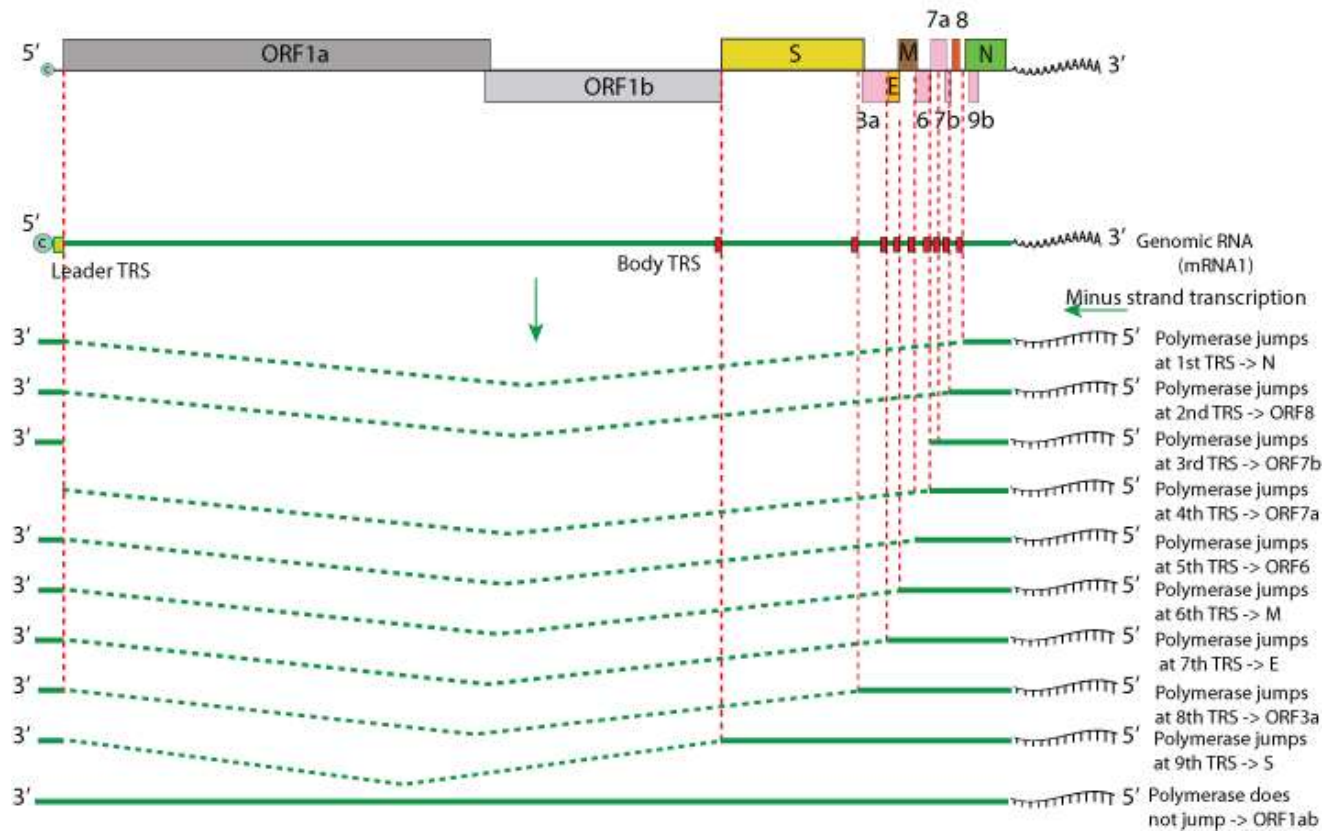 7a 8
5′ ORF1a S M N 3′
c
ORF1b E
3a 6 7b 9b
5′
C 3′ Genomic RNA
(mRNA1)
Leader TRS Body TRS
Minus strand transcription
3′ 5′ Polymerase jumps
at 1st TRS -> N
3′ 5′ Polymerase jumps
at 2nd TRS -> ORF8
3′ 5′ Polymerase jumps
at 3rd TRS -> ORF7b
5′ Polymerase jumps
at 4th TRS -> ORF7a
3′ 5′ Polymerase jumps
at 5th TRS -> ORF6
3′ 5′ Polymerase jumps
at 6th TRS -> M
3′ 5′ Polymerase jumps
at 7th TRS -> E
3′ 5′ Polymerase jumps
at 8th TRS -> ORF3a
3′ 5′ Polymerase jumps
at 9th TRS -> S
3′ 5′ Polymerase does
not jump -> ORF1ab